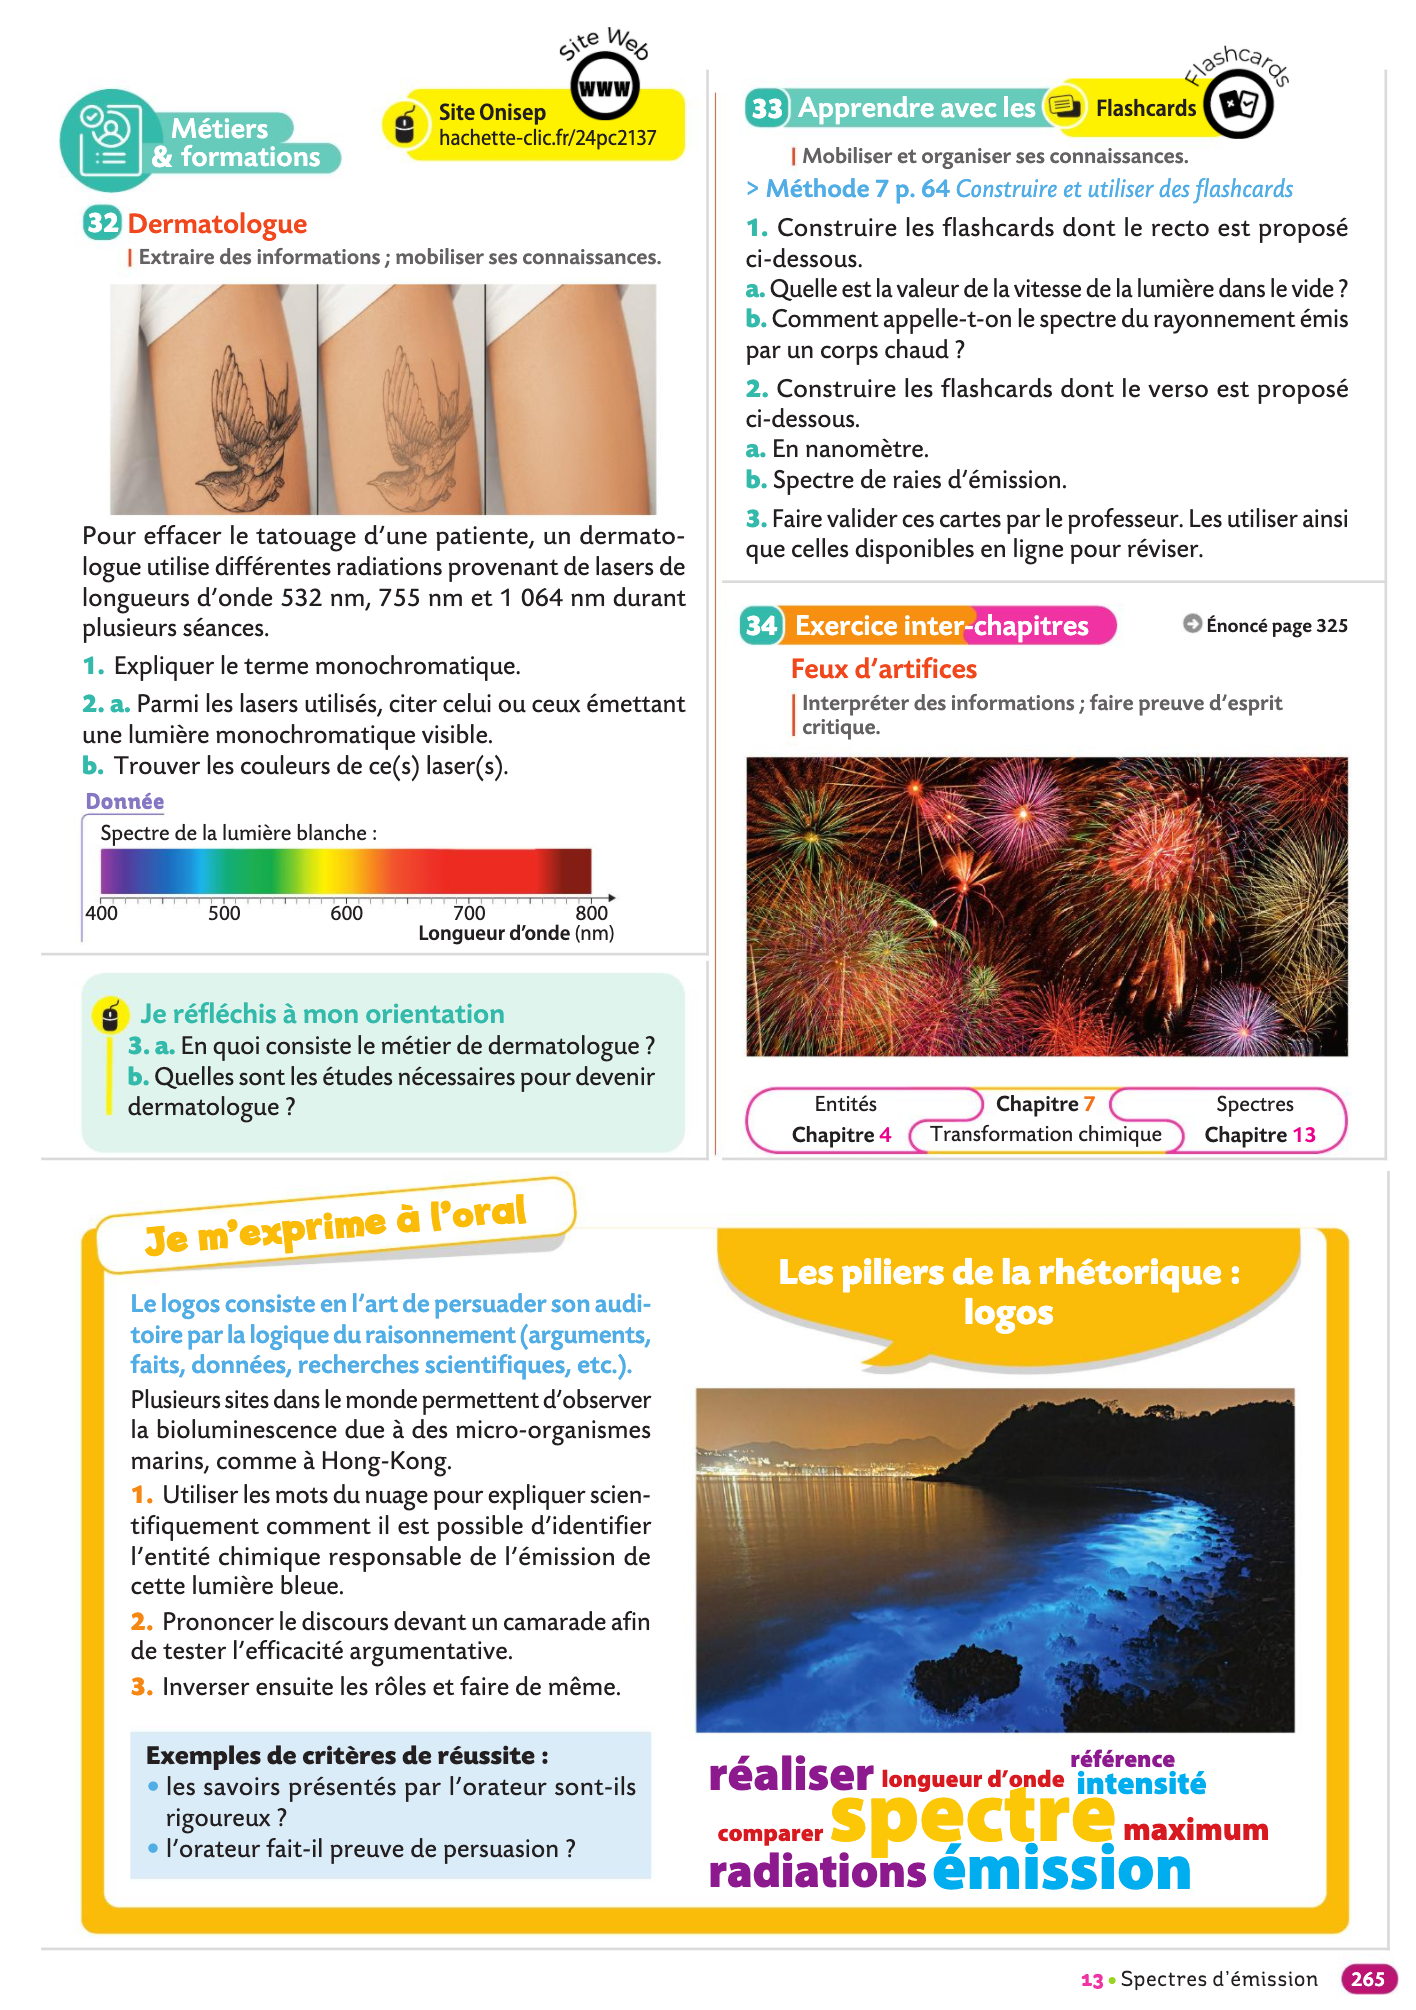 Métiers
& formations
Site Web
www
Site Onisep
hachette-clic.fr/24pc2137
32 Dermatologue
Extraire des informations ; mobiliser ses connaissances.
Pour effacer le tatouage d'une patiente, un dermato-
logue utilise différentes radiations provenant de lasers de
longueurs d'onde 532 nm, 755 nm et 1 064 nm durant
plusieurs séances.
1. Expliquer le terme monochromatique.
2. a. Parmi les lasers utilisés, citer celui ou ceux émettant
une lumière monochromatique visible.
b. Trouver les couleurs de ce(s) laser(s).
Donnée
Spectre de la lumière blanche :
400 500 600 700 800
Longueur d'onde (nm)
Je réfléchis à mon orientation
3. a. En quoi consiste le métier de dermatologue ?
b. Quelles sont les études nécessaires pour devenir
dermatologue ?
33 Apprendre avec les Flashcards
Flashcards
Mobiliser et organiser ses connaissances.
> Méthode 7 p. 64 Construire et utiliser des flashcards
1. Construire les flashcards dont le recto est proposé
ci-dessous.
a. Quelle est la valeur de la vitesse de la lumière dans le vide ?
b. Comment appelle-t-on le spectre du rayonnement émis
par un corps chaud ?
2. Construire les flashcards dont le verso est proposé
ci-dessous.
a. En nanomètre.
b. Spectre de raies d'émission.
3. Faire valider ces cartes par le professeur. Les utiliser ainsi
que celles disponibles en ligne pour réviser.
34 Exercice inter-chapitres
Énoncé page 325
Feux d'artifices
Interpréter des informations ; faire preuve d'esprit
critique.
Entités
Chapitre 4
Chapitre 7
Transformation chimique
Spectres
Chapitre 13
Je m'exprime à l'oral
Les piliers de la rhétorique :
logos
Le logos consiste en l'art de persuader son audi-
toire par la logique du raisonnement (arguments,
faits, données, recherches scientifiques, etc.).
Plusieurs sites dans le monde permettent d'observer
la bioluminescence due à des micro-organismes
marins, comme à Hong-Kong.
1. Utiliser les mots du nuage pour expliquer scien-
tifiquement comment il est possible d'identifier
l'entité chimique responsable de l'émission de
cette lumière bleue.
2. Prononcer le discours devant un camarade afin
de tester l'efficacité argumentative.
3. Inverser ensuite les rôles et faire de même.
Exemples de critères de réussite :
• les savoirs présentés par l'orateur sont-ils
rigoureux ?
• l'orateur fait-il preuve de persuasion ?
réaliser longueur d'onde référence
intensité
comparer spectre maximum
radiations émission
13 • Spectres d'émission 265